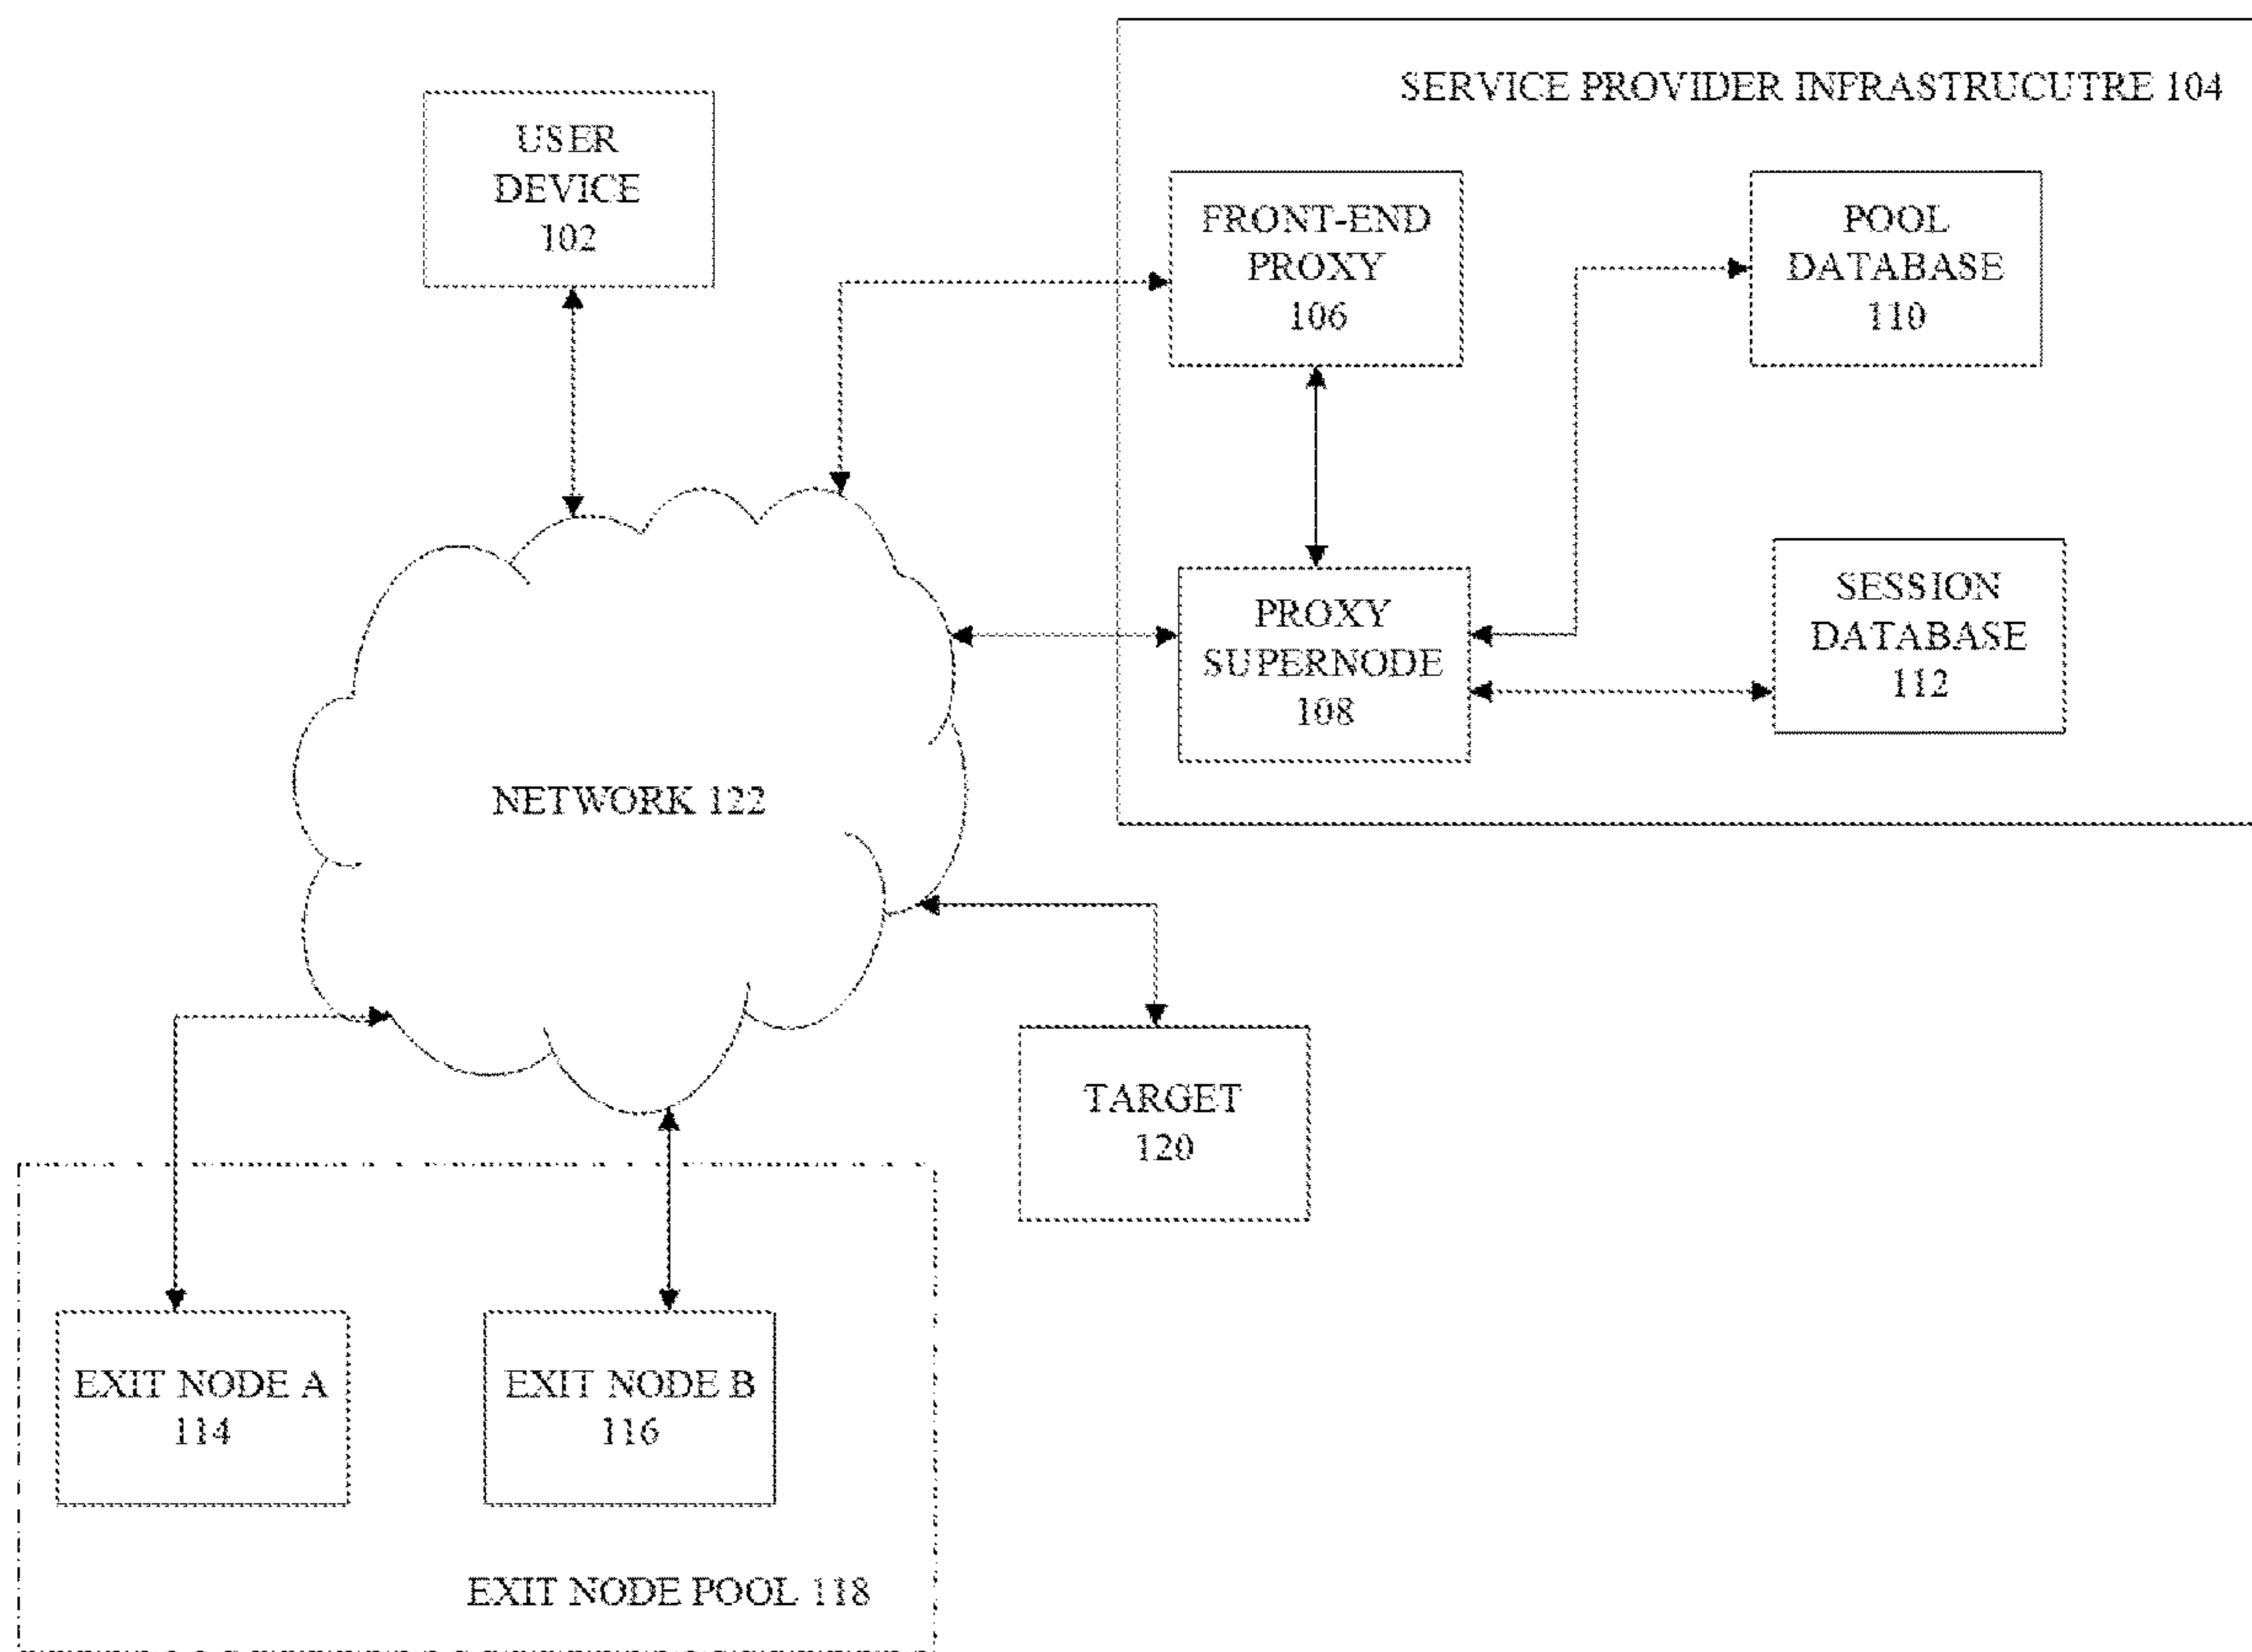 SERVICE PROVIDER INFRASTRUCUTRE 104
USER
DEVICE
102
FRONT-END
PROXY
106
POOL
DATABASE
110
PROXY
SUPERNODE
108
SESSION
DATABASE
112
NETWORK 122
TARGET
120
EXIT NODE A
114
EXIT NODE B
116
EXIT NODE POOL 118